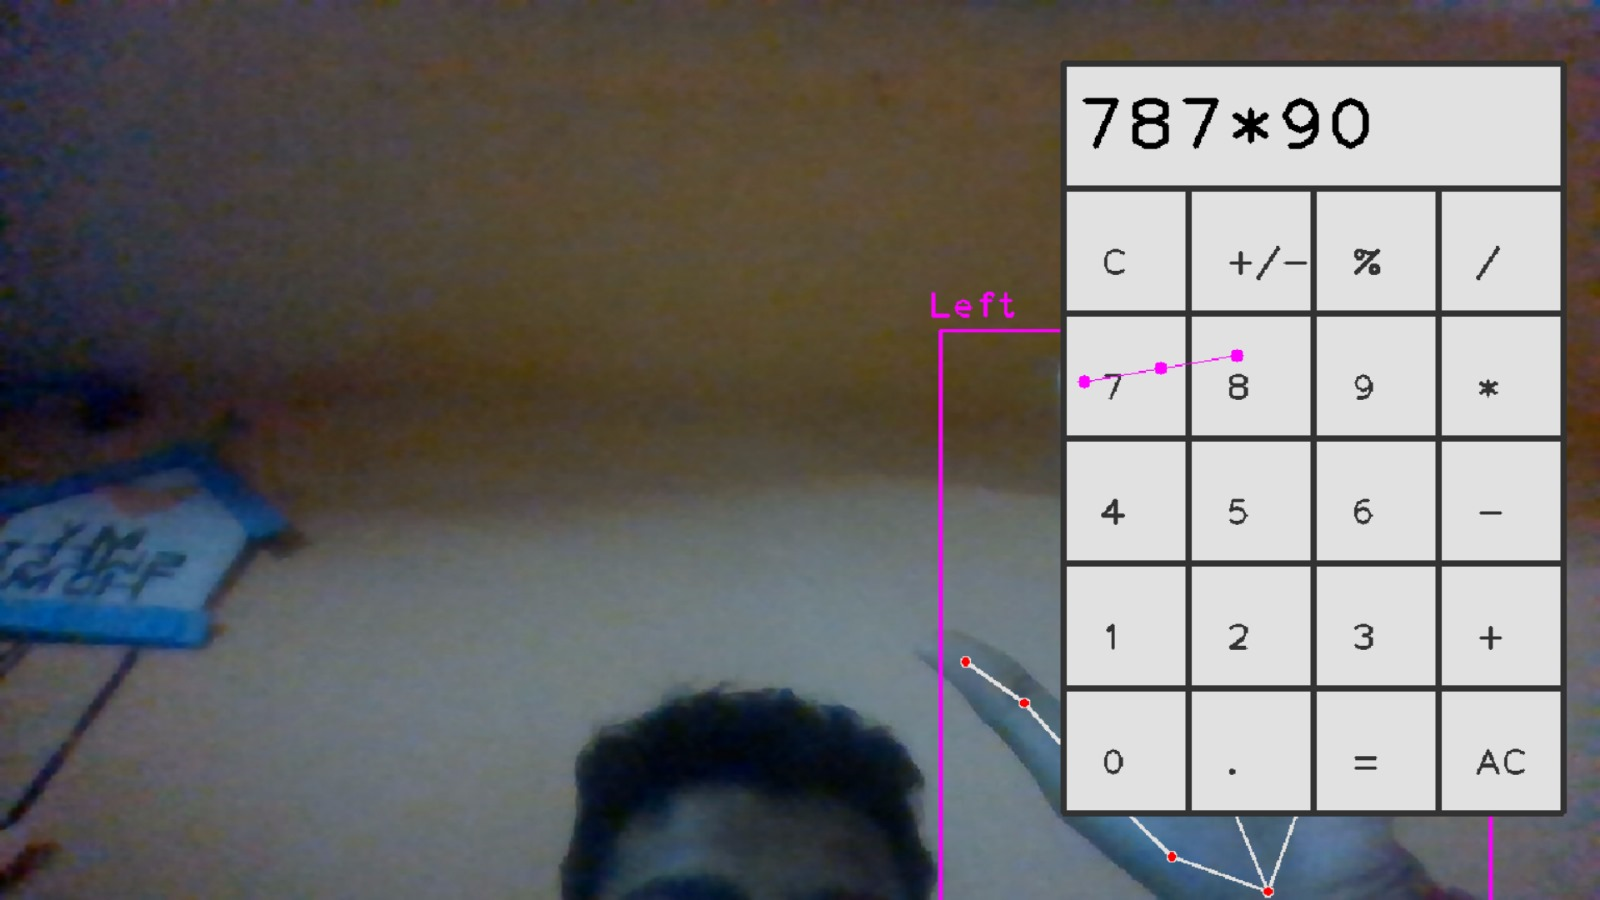 787*90
C +/- % /
Left
7 8 9 *
4 5 6 -
1 2 3 +
0 . = AC